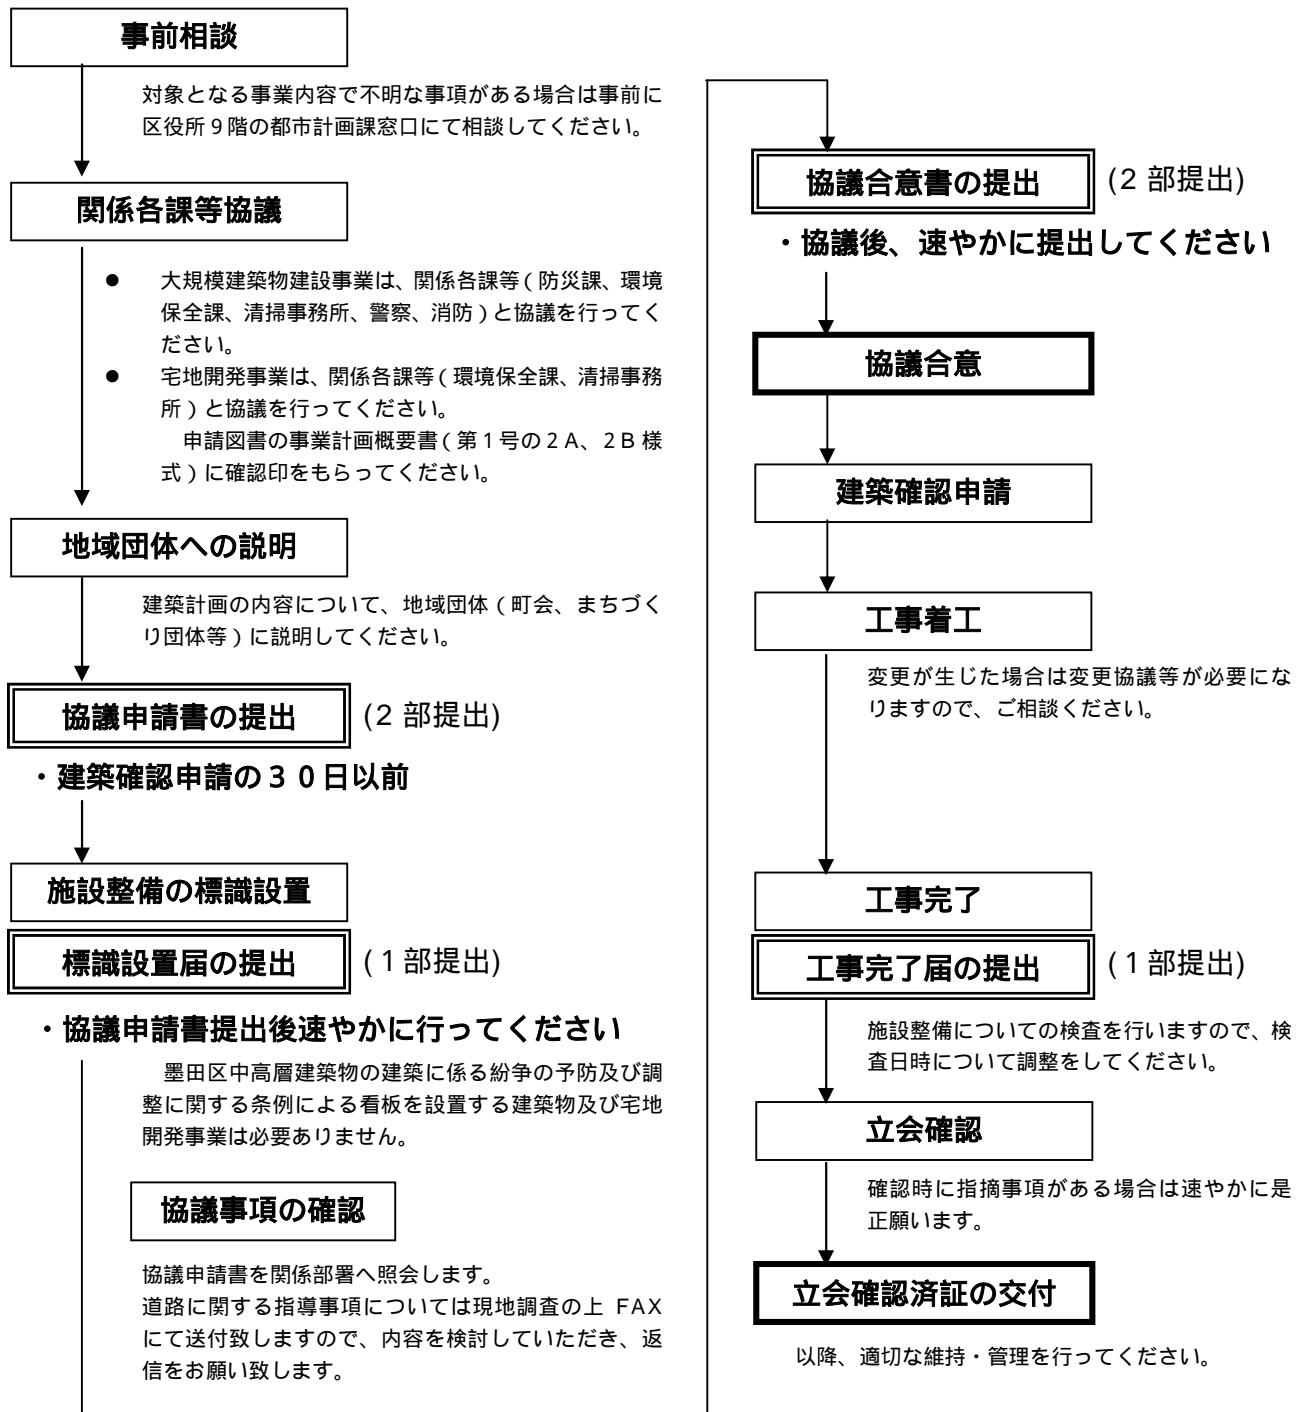 事前相談
対象となる事業内容で不明な事項がある場合は事前に
区役所９階の都市計画課窓口にて相談してください。
関係各課等協議
● 大規模建築物建設事業は、関係各課等（防災課、環境
保全課、清掃事務所、警察、消防）と協議を行ってく
ださい。
● 宅地開発事業は、関係各課等（環境保全課、清掃事務
所）と協議を行ってください。
申請図書の事業計画概要書（第１号の２Ａ、２Ｂ様
式）に確認印をもらってください。
地域団体への説明
建築計画の内容について、地域団体（町会、まちづく
り団体等）に説明してください。
協議申請書の提出 (２部提出)
・建築確認申請の３０日以前
施設整備の標識設置
標識設置届の提出 (１部提出)
・協議申請書提出後速やかに行ってください
墨田区中高層建築物の建築に係る紛争の予防及び調
整に関する条例による看板を設置する建築物及び宅地
開発事業は必要ありません。
協議事項の確認
協議申請書を関係部署へ照会します。
道路に関する指導事項については現地調査の上 FAX
にて送付致しますので、内容を検討していただき、返
信をお願い致します。
協議合意書の提出 (２部提出)
・協議後、速やかに提出してください
協議合意
建築確認申請
工事着工
変更が生じた場合は変更協議等が必要にな
りますので、ご相談ください。
工事完了
工事完了届の提出 (１部提出)
施設整備についての検査を行いますので、検
査日時について調整をしてください。
立会確認
確認時に指摘事項がある場合は速やかに是
正願います。
立会確認済証の交付
以降、適切な維持・管理を行ってください。